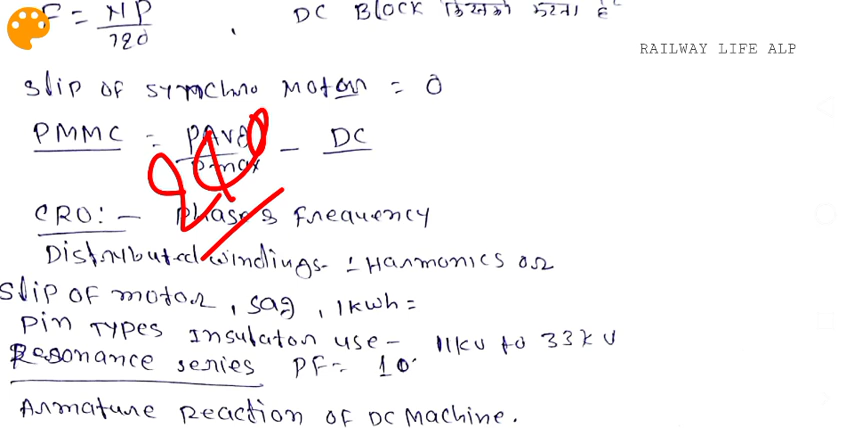 F = NP/120
DC Block किसको करता है
RAILWAY LIFE ALP
Slip of synchro Motor = 0
PMMC = PAvg/Pmax - DC
240
CRO: - Phase & frequency
Distributed windings - Harmonics
Slip of motor, sag, 1kwh =
Pin Types Insulator use - 11kv to 33kv
Resonance series PF = 10
Armature Reaction of DC Machine.